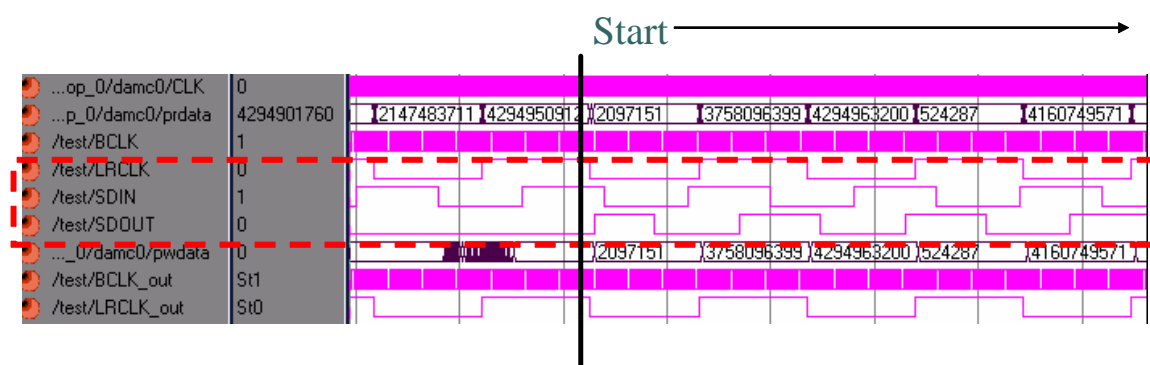 Start
...op_0/damc0/CLK 0
...p_0/damc0/prdata 4294901760 2147483711 4294950912 2097151 3758096399 4294963200 524287 4160749571
/test/BCLK 1
/test/LRCLK 0
/test/SDIN 1
/test/SDOUT 0
..._0/damc0/pwdata 0 2097151 3758096399 4294963200 524287 4160749571
/test/BCLK_out St1
/test/LRCLK_out St0